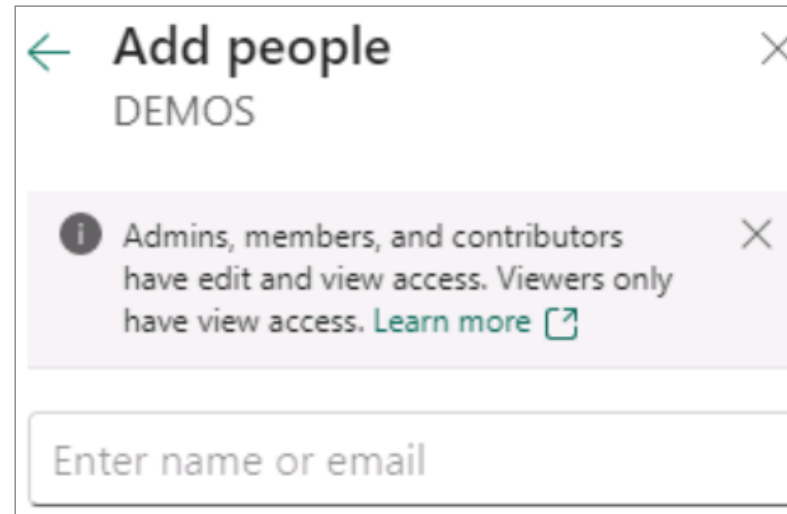 Add people
DEMOS
Admins, members, and contributors
have edit and view access. Viewers only
have view access. Learn more
Enter name or email